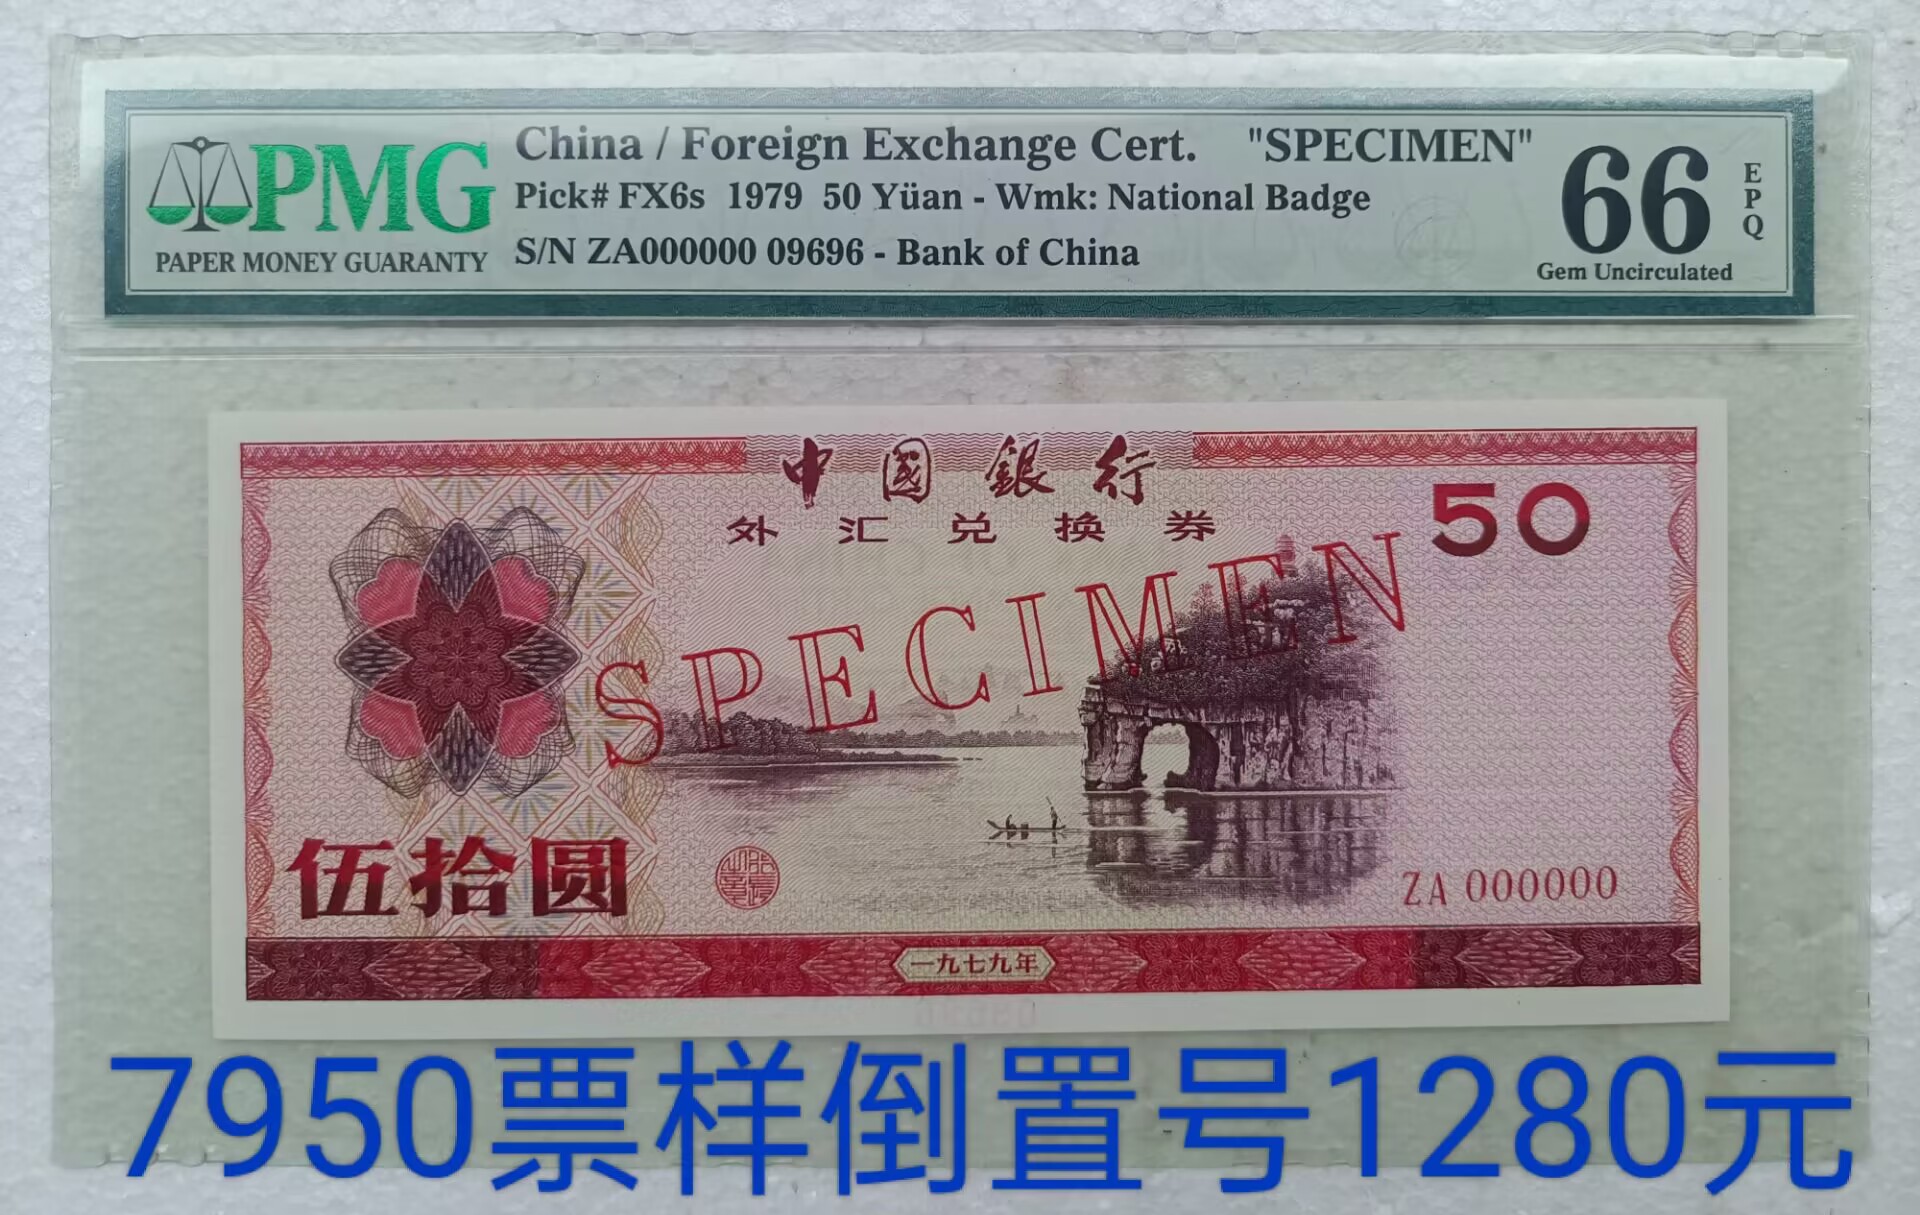 PMG
PAPER MONEY GUARANTY
China / Foreign Exchange Cert. "SPECIMEN"
Pick# FX6s 1979 50 Yüan - Wmk: National Badge
S/N ZA000000 09696 - Bank of China
66
EPQ
Gem Uncirculated
中國銀行
外汇兑换券
50
SPECIMEN
伍拾圆
ZA 000000
一九七九年
7950票样倒置号1280元